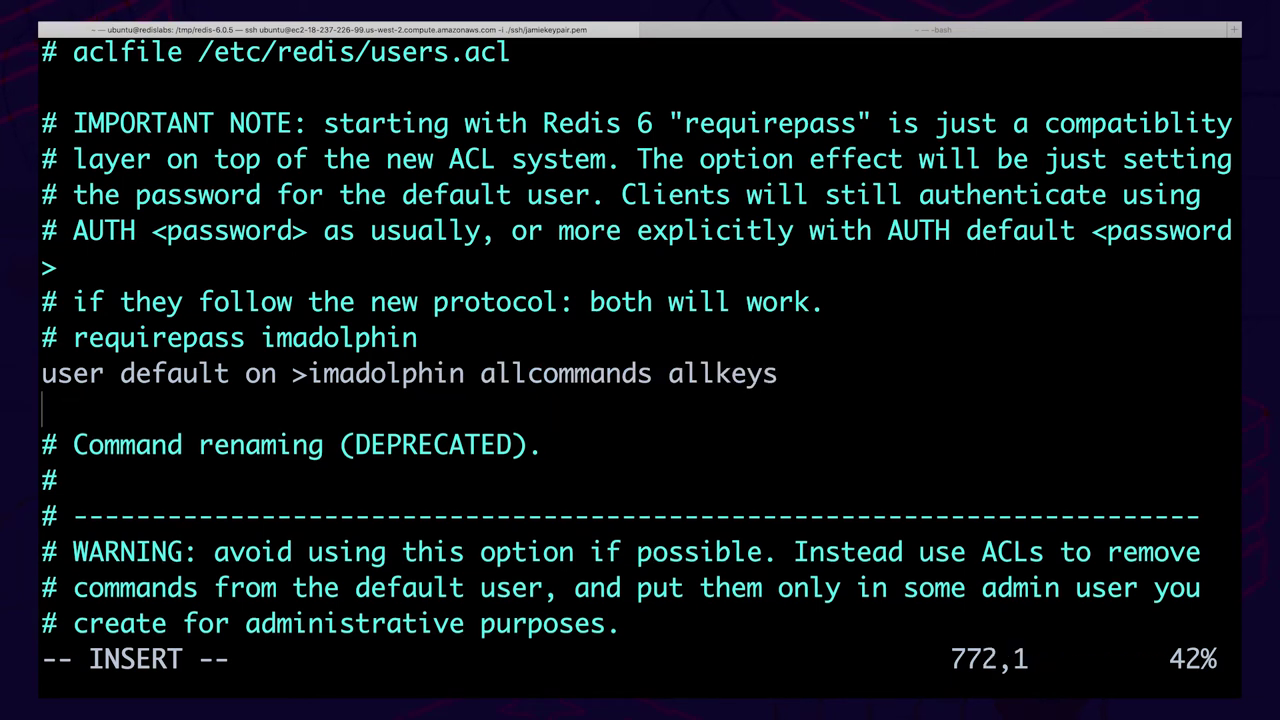 ~ — ubuntu@redislabs: /tmp/redis-6.0.5 — ssh ubuntu@ec2-18-237-226-99.us-west-2.compute.amazonaws.com -i ./ssh/jamiekeypair.pem
~ — -bash
+
# aclfile /etc/redis/users.acl
# IMPORTANT NOTE: starting with Redis 6 "requirepass" is just a compatiblity
# layer on top of the new ACL system. The option effect will be just setting
# the password for the default user. Clients will still authenticate using
# AUTH <password> as usually, or more explicitly with AUTH default <password
>
# if they follow the new protocol: both will work.
# requirepass imadolphin
user default on >imadolphin allcommands allkeys
# Command renaming (DEPRECATED).
#
# ------------------------------------------------------------------------
# WARNING: avoid using this option if possible. Instead use ACLs to remove
# commands from the default user, and put them only in some admin user you
# create for administrative purposes.
-- INSERT --
772,1
42%